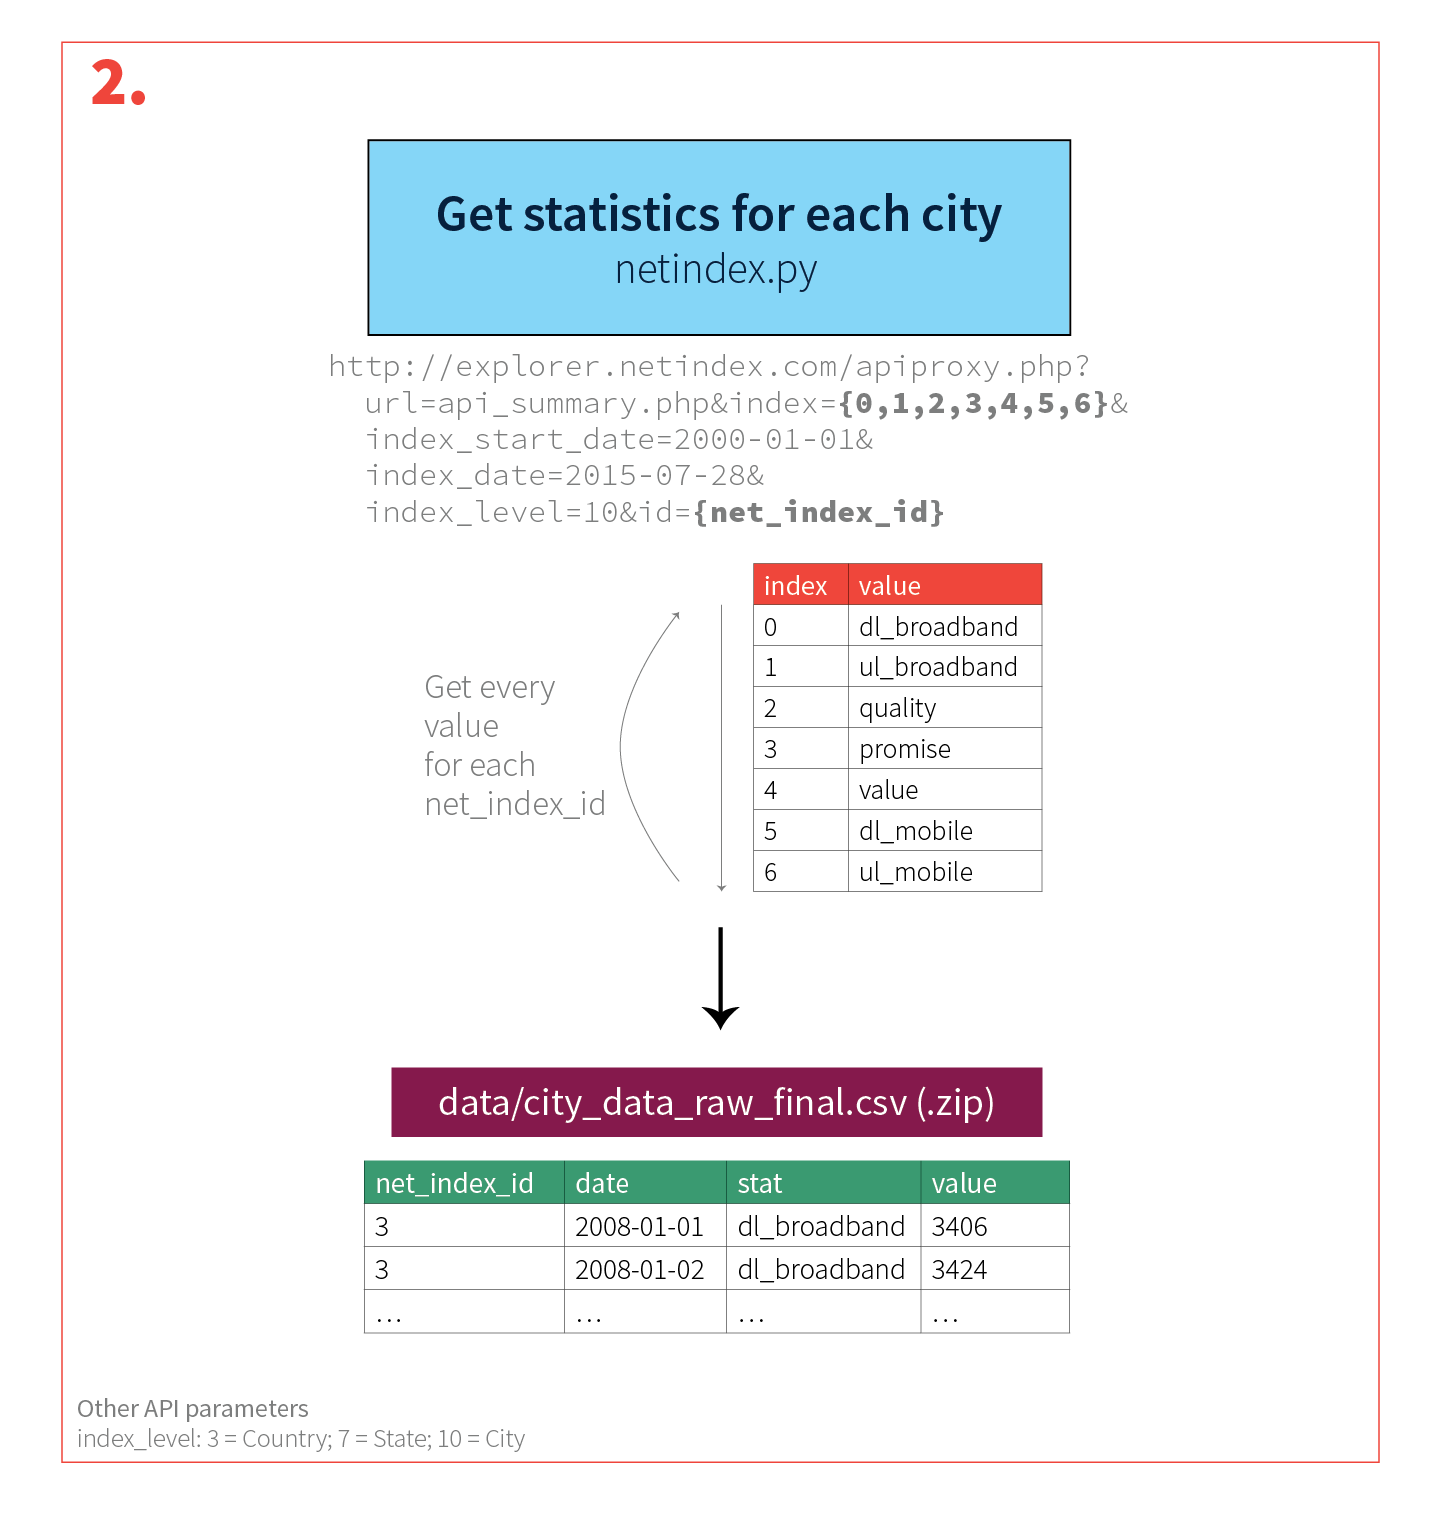 2.
Get statistics for each city
netindex.py
http://explorer.netindex.com/apiproxy.php?
url=api_summary.php&index={0,1,2,3,4,5,6}&
index_start_date=2000-01-01&
index_date=2015-07-28&
index_level=10&id={net_index_id}
Get every
value
for each
net_index_id
index value
0 dl_broadband
1 ul_broadband
2 quality
3 promise
4 value
5 dl_mobile
6 ul_mobile
data/city_data_raw_final.csv (.zip)
net_index_id date stat value
3 2008-01-01 dl_broadband 3406
3 2008-01-02 dl_broadband 3424
… … … …
Other API parameters
index_level: 3 = Country; 7 = State; 10 = City